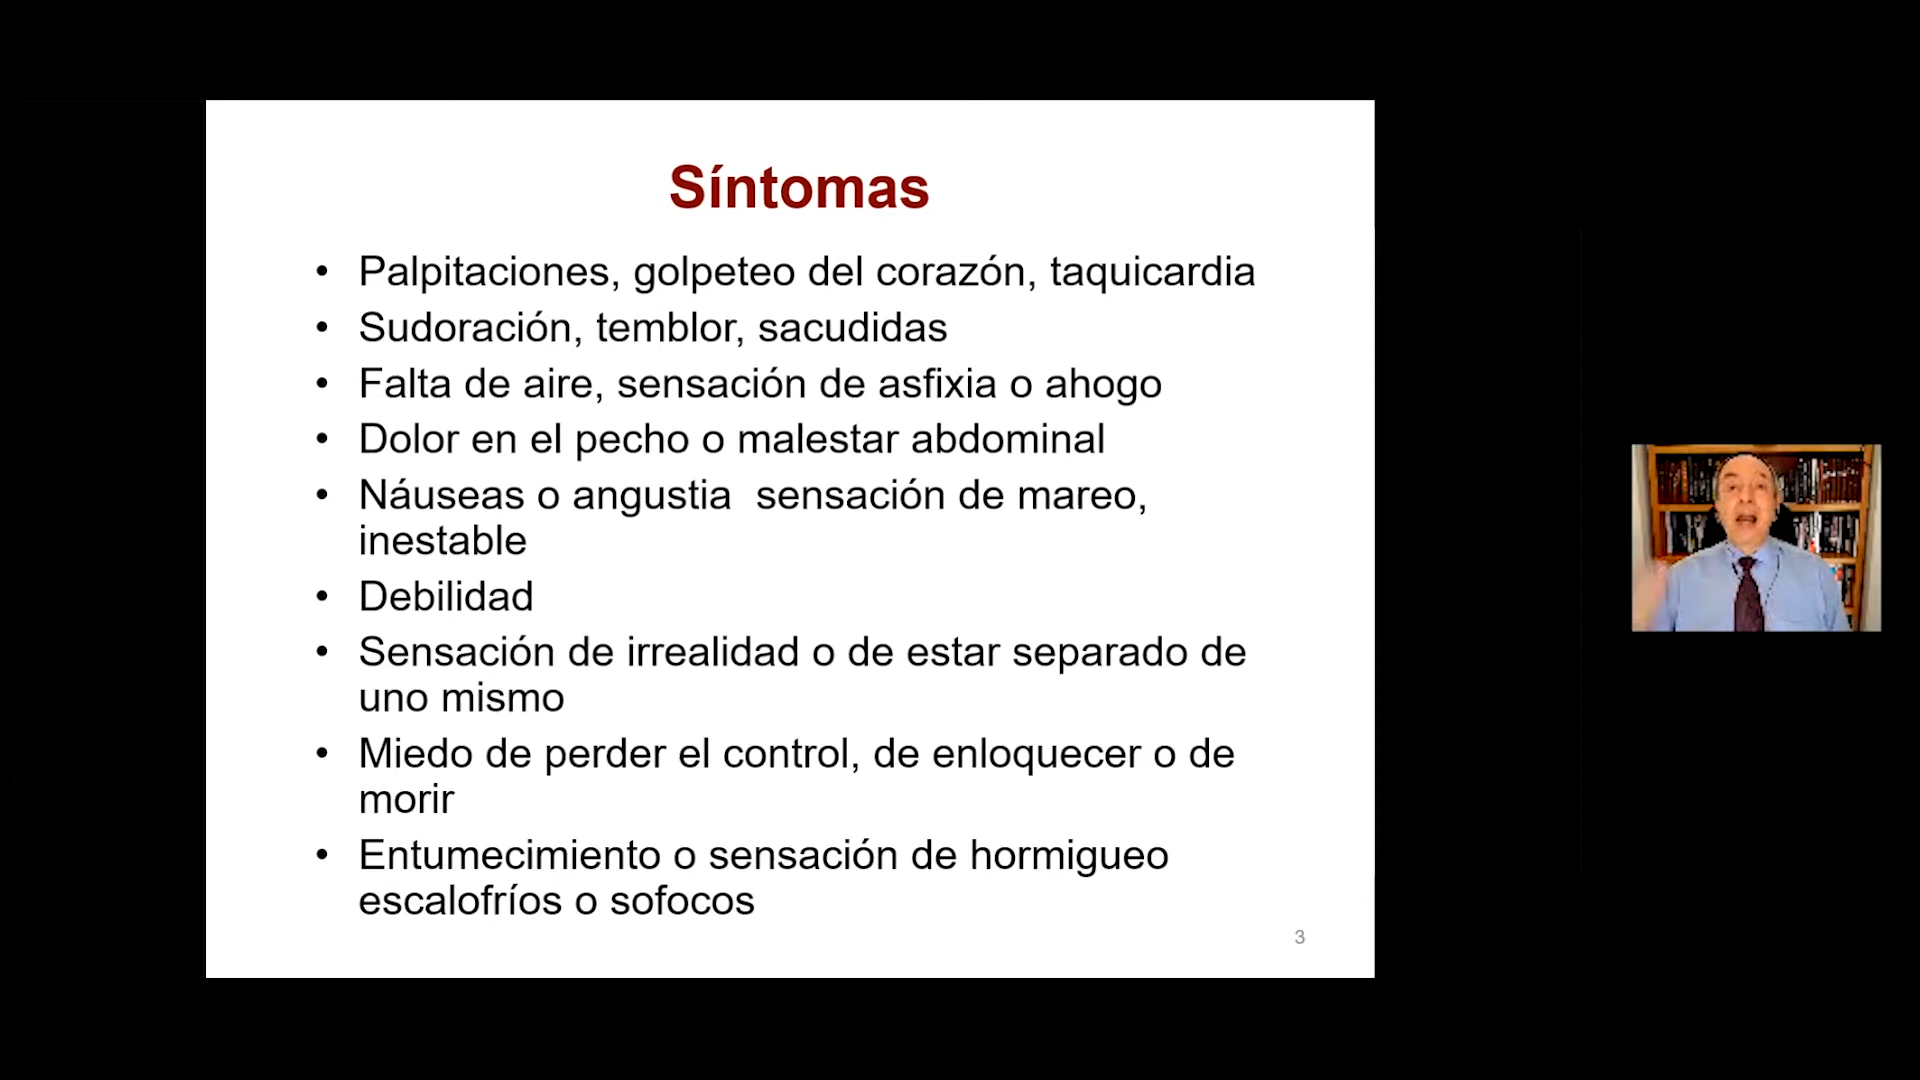 Síntomas
• Palpitaciones, golpeteo del corazón, taquicardia
• Sudoración, temblor, sacudidas
• Falta de aire, sensación de asfixia o ahogo
• Dolor en el pecho o malestar abdominal
• Náuseas o angustia  sensación de mareo,
inestable
• Debilidad
• Sensación de irrealidad o de estar separado de
uno mismo
• Miedo de perder el control, de enloquecer o de
morir
• Entumecimiento o sensación de hormigueo
escalofríos o sofocos
3